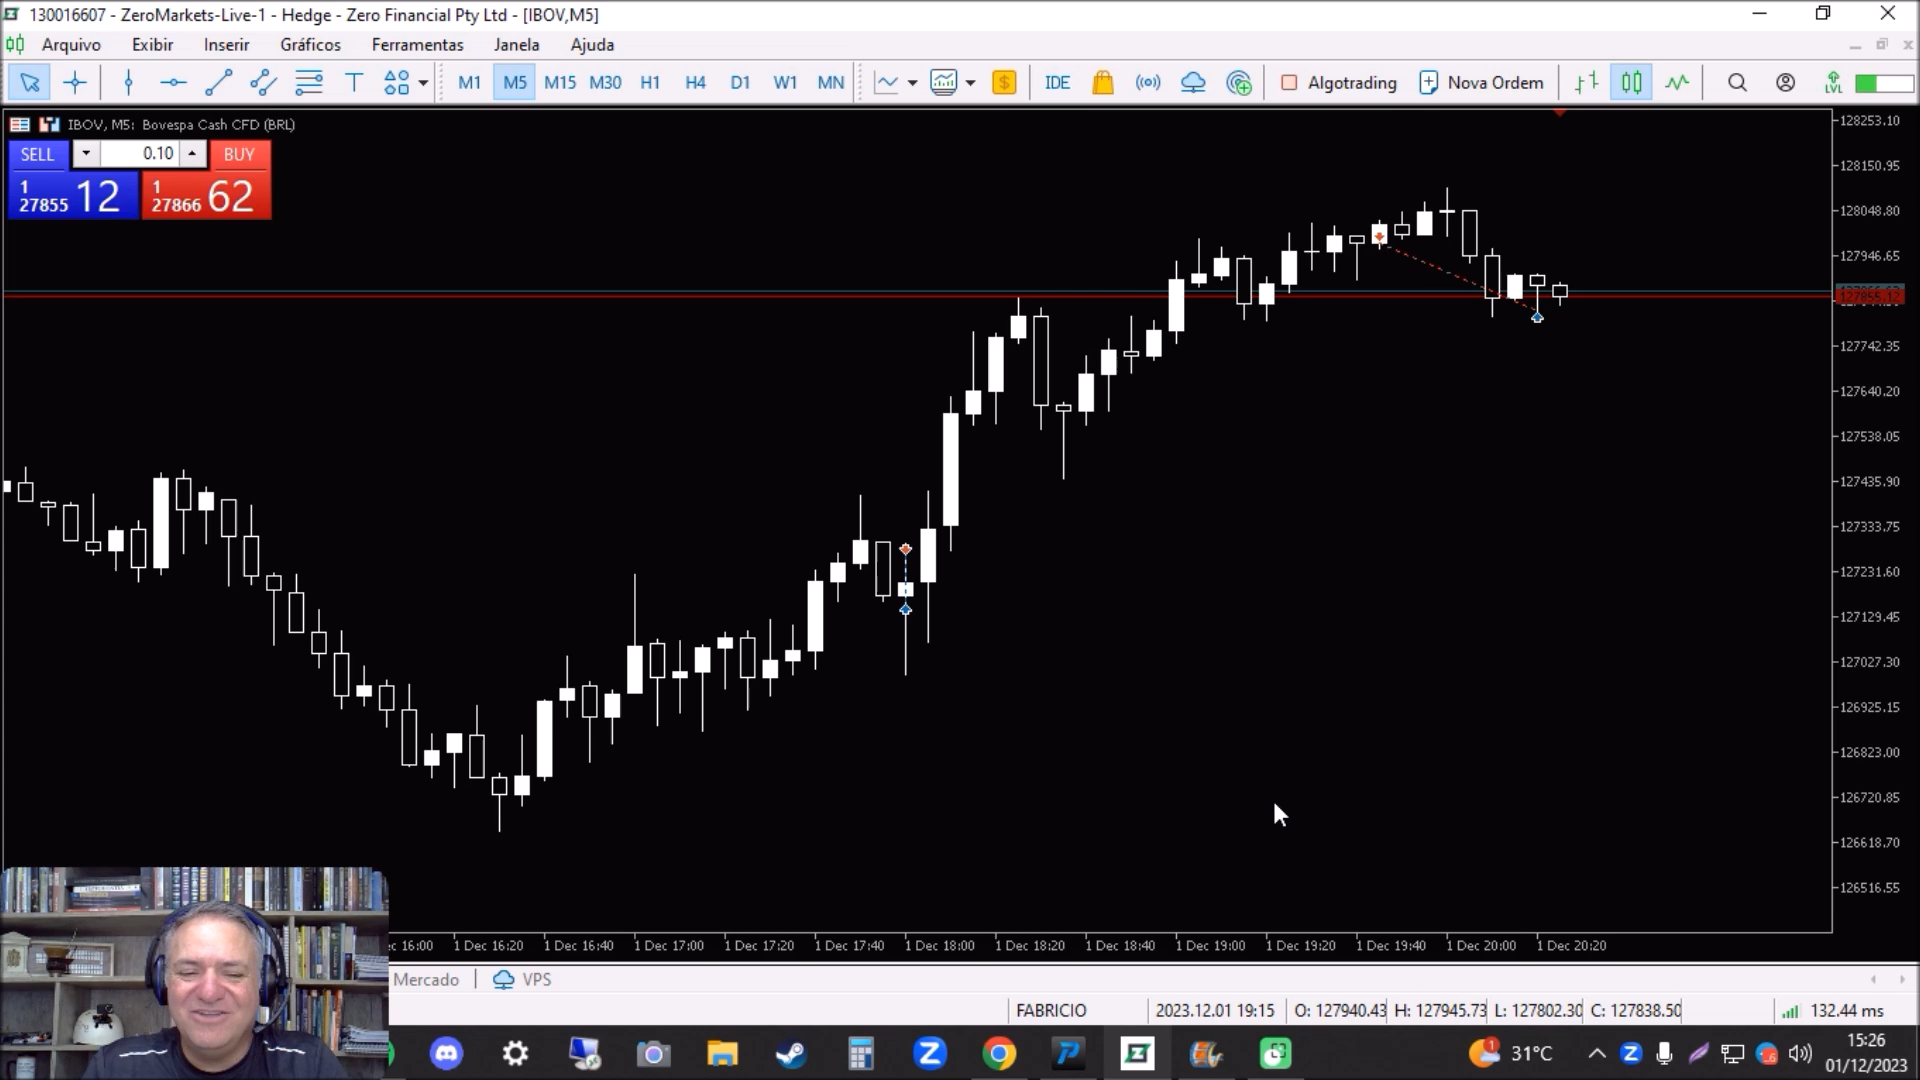 130016607 - ZeroMarkets-Live-1 - Hedge - Zero Financial Pty Ltd - [IBOV,M5]
Arquivo Exibir Inserir Gráficos Ferramentas Janela Ajuda
T M1 M5 M15 M30 H1 H4 D1 W1 MN $ IDE Algotrading Nova Ordem LVL
IBOV, M5: Bovespa Cash CFD (BRL)
SELL 0.10 BUY
1 27855 12 1 27866 62
128253.10
128150.95
128048.80
127946.65
127855.12
127742.35
127640.20
127538.05
127435.90
127333.75
127231.60
127129.45
127027.30
126925.15
126823.00
126720.85
126618.70
126516.55
16:00 1 Dec 16:20 1 Dec 16:40 1 Dec 17:00 1 Dec 17:20 1 Dec 17:40 1 Dec 18:00 1 Dec 18:20 1 Dec 18:40 1 Dec 19:00 1 Dec 19:20 1 Dec 19:40 1 Dec 20:00 1 Dec 20:20
Mercado VPS
FABRICIO 2023.12.01 19:15 O: 127940.43 H: 127945.73 L: 127802.30 C: 127838.50 132.44 ms
1 31°C 15:26
01/12/2023